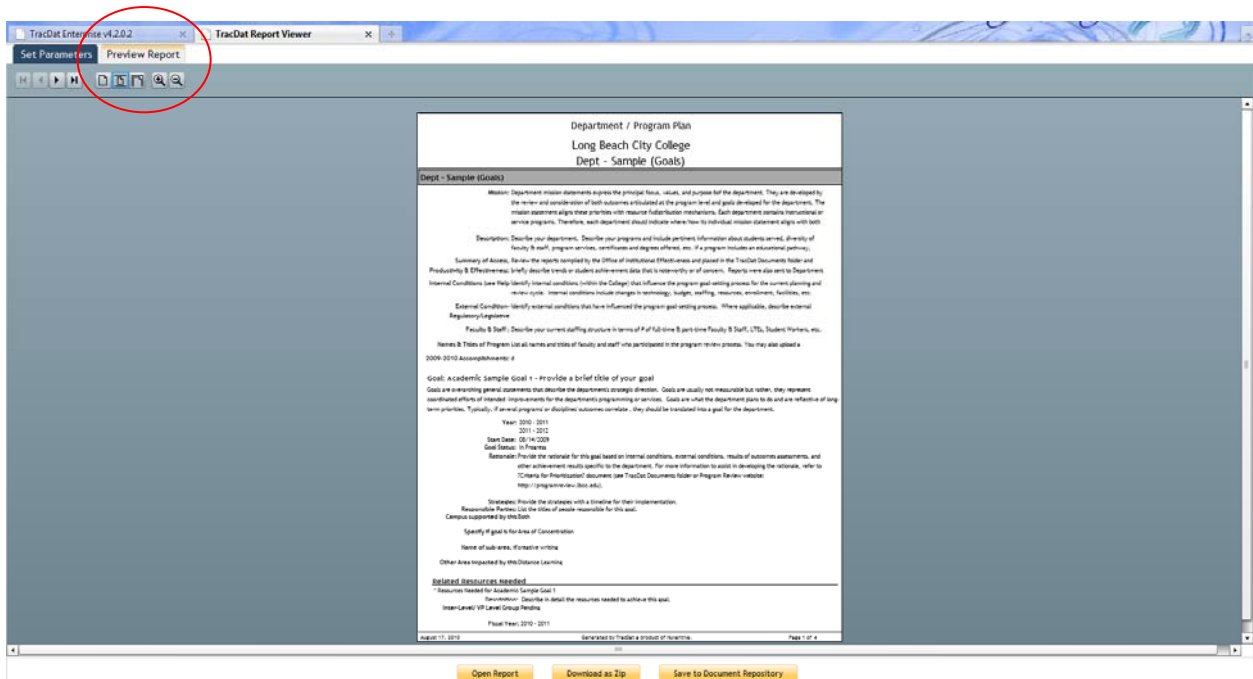 TracDat Enterprise v4.2.0.2
TracDat Report Viewer
Set Parameters Preview Report
Department / Program Plan
Long Beach City College
Dept - Sample (Goals)
Dept - Sample (Goals)
Mission: Department mission statements express the principal focus, values, and purpose of the department. They are developed by
the review and consideration of both outcomes articulated at the program level and goals developed for the department. The
mission statement aligns these priorities with resource distribution mechanisms. Each department contains instructional or
service programs. Therefore, each department should indicate where/how its individual mission statement aligns with both
Description: Describe your department. Describe your programs and include pertinent information about students served, diversity of
faculty & staff, program services, certificates and degrees offered, etc. If a program includes an educational pathway,
Summary of Access, Review the reports compiled by the Office of Institutional Effectiveness and placed in the TracDat Documents folder and
Productivity & Effectiveness: briefly describe trends or student achievement data that is noteworthy or of concern. Reports were also sent to Department
Internal Conditions (see Help Identify internal conditions (within the College) that influence the program goal-setting process for the current planning and
review cycle. Internal conditions include changes in technology, budget, staffing, resources, enrollment, facilities, etc.
External Condition- Identify external conditions that have influenced the program goal-setting process. Where applicable, describe external
Regulatory/Legislative
Faculty & Staff: Describe your current staffing structure in terms of # of full-time & part-time Faculty & Staff, LTEs, Student Workers, etc.
Names & Titles of Program List all names and titles of faculty and staff who participated in the program review process. You may also upload a
2009-2010 Accomplishments: d
Goal: Academic Sample Goal 1 - Provide a brief title of your goal
Goals are overarching general statements that describe the department's strategic direction. Goals are usually not measurable but rather, they represent
coordinated efforts of intended improvements for the department's programming or services. Goals are what the department plans to do and are reflective of long-
term priorities. Typically, if several programs' or disciplines' outcomes correlate, they should be translated into a goal for the department.
Year: 2010 - 2011
2011 - 2012
Start Date: 08/14/2009
Goal Status: In Progress
Rationale: Provide the rationale for this goal based on internal conditions, external conditions, results of outcomes assessments, and
other achievement results specific to the department. For more information to assist in developing the rationale, refer to
?Criteria for Prioritization? document (see TracDat Documents folder or Program Review website:
http://programreview.lbcc.edu).
Strategies: Provide the strategies with a timeline for their implementation.
Responsible Parties: List the titles of people responsible for this goal.
Campus supported by this Both
Specify if goal is for Area of Concentration
Name of sub-area, if creative writing
Other Area Impacted by this Distance Learning
Related Resources Needed
* Resources Needed for Academic Sample Goal 1
Description: Describe in detail the resources needed to achieve this goal.
Inter-Level/ VP Level Group Pending
Fiscal Year: 2010 - 2011
August 17, 2010 Generated by TracDat a product of Nuventive. Page 1 of 4
Open Report Download as Zip Save to Document Repository